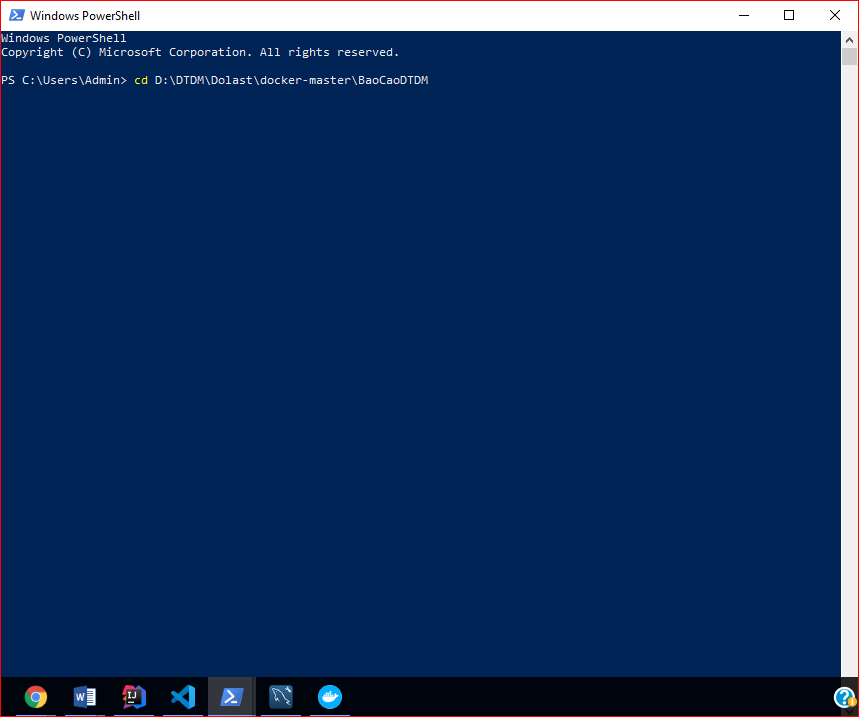 Windows PowerShell
Windows PowerShell
Copyright (C) Microsoft Corporation. All rights reserved.
PS C:\Users\Admin> cd D:\DTDM\Dolast\docker-master\BaoCaoDTDM
W
IJ
?